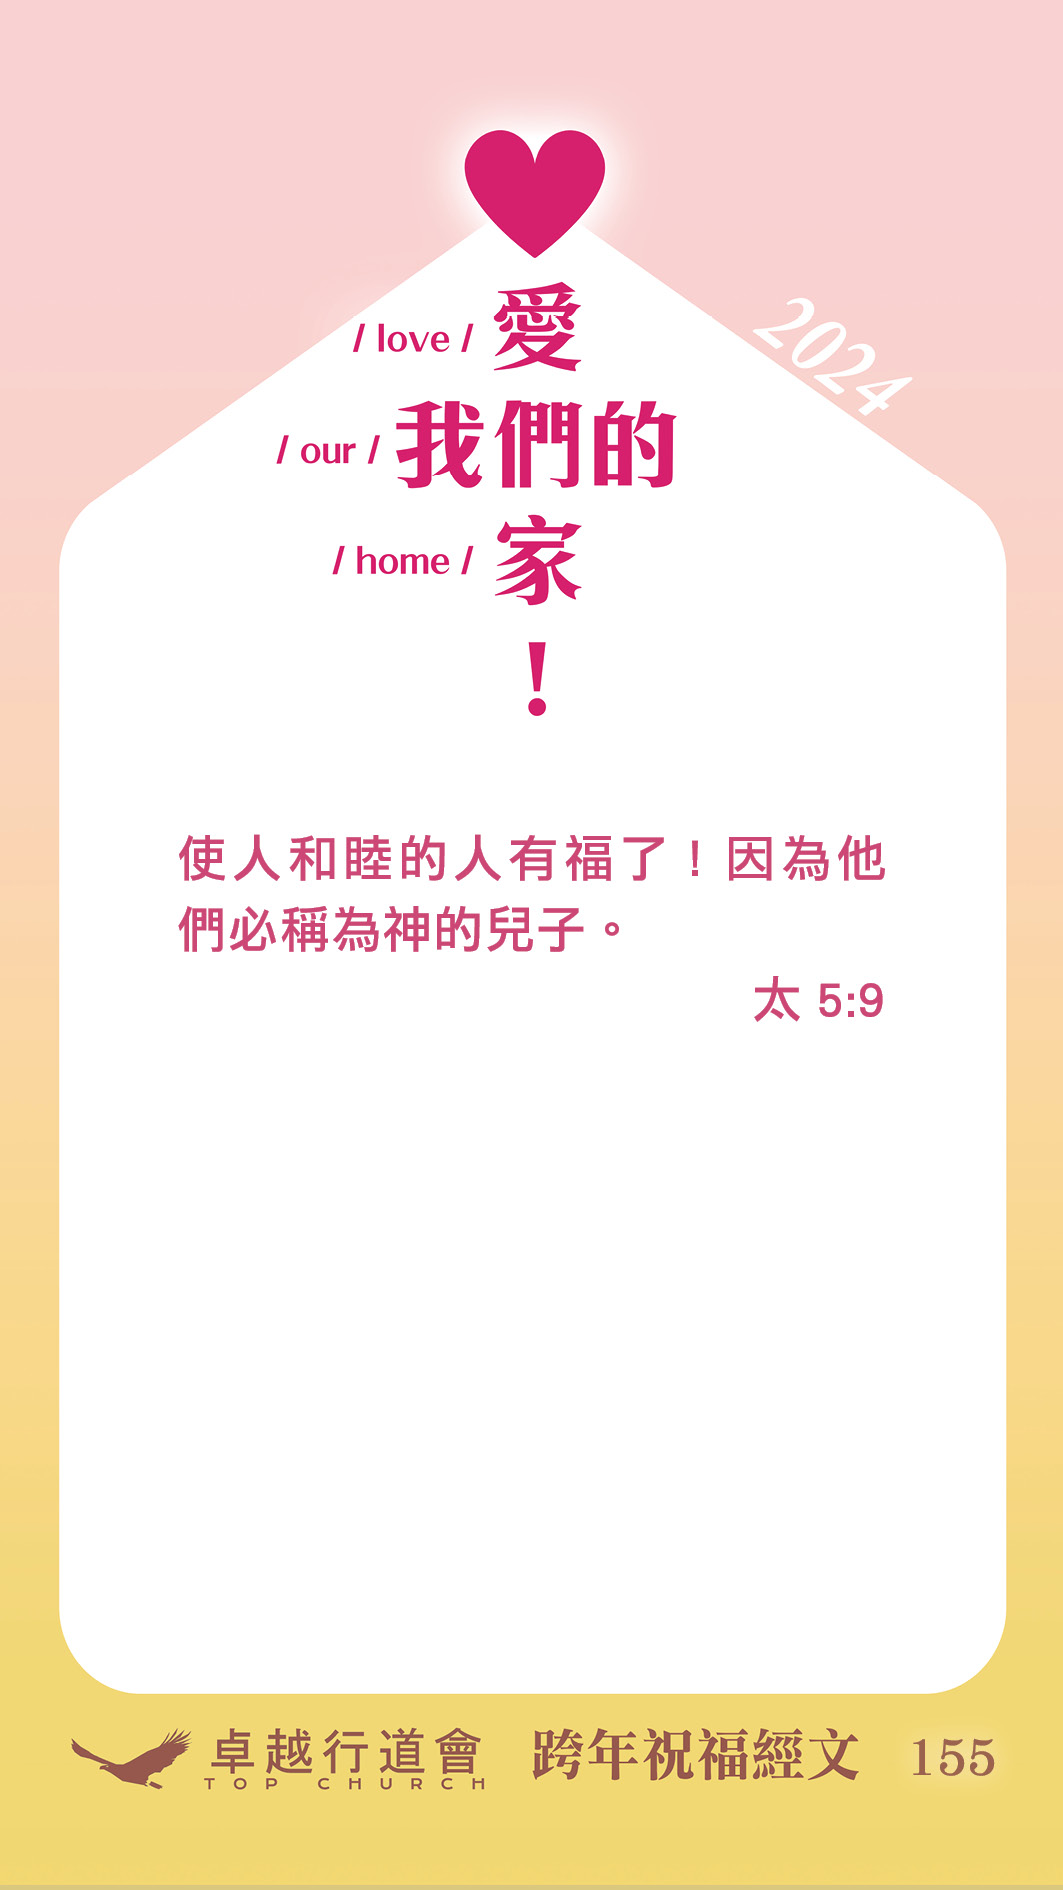 / love / 愛
2024
/ our / 我們的
/ home / 家
！
使人和睦的人有福了！因為他
們必稱為神的兒子。
太 5:9
卓越行道會 跨年祝福經文 155
TOP CHURCH